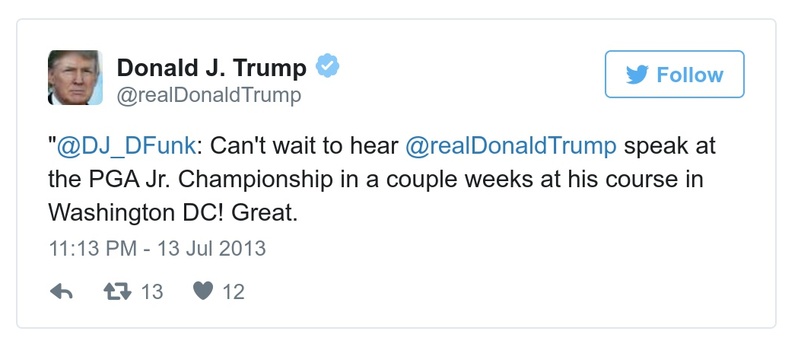 Donald J. Trump
@realDonaldTrump
Follow
"@DJ_DFunk: Can't wait to hear @realDonaldTrump speak at
the PGA Jr. Championship in a couple weeks at his course in
Washington DC! Great.
11:13 PM - 13 Jul 2013
13 12